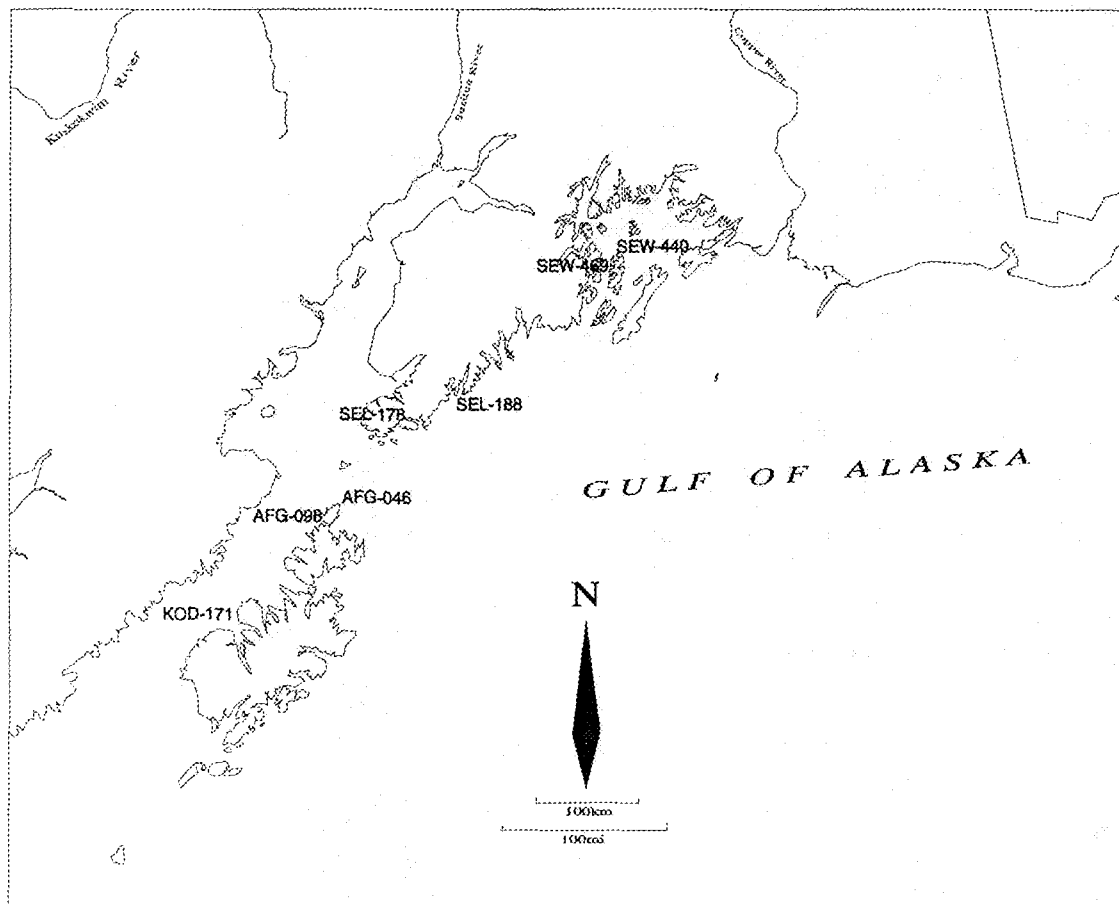 Kuskokwim River
Susitna River
Copper River
SEW-440
SEW-469
SEL-188
SEL-178
GULF OF ALASKA
AFG-046
AFG-098
KOD-171
N
100km
100mi